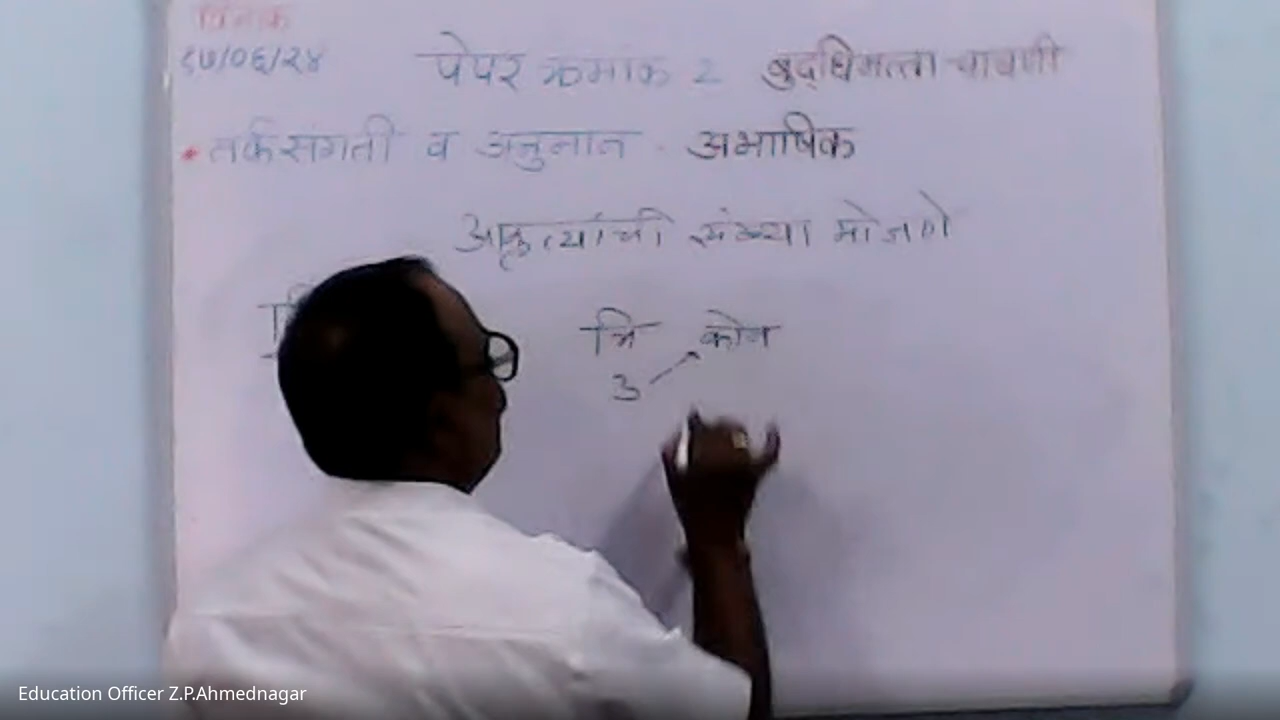 दिनांक
१७/०६/२४
पेपर क्रमांक 2 बुद्धिमत्ता चाचणी
तर्कसंगती व अनुमान . अभाषिक
आकृत्यांची संख्या मोजणे
त्रि कोन
3
Education Officer Z.P.Ahmednagar